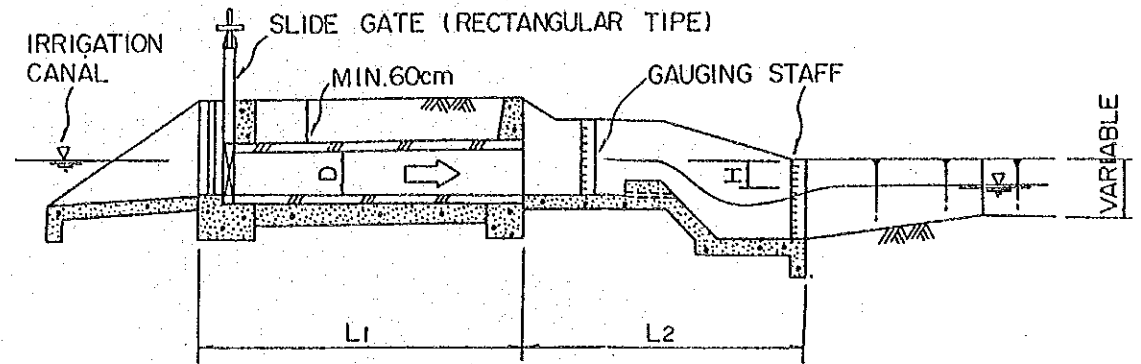 SLIDE GATE (RECTANGULAR TIPE)
IRRIGATION
CANAL
MIN.60cm
GAUGING STAFF
D
H
VARIABLE
L1
L2